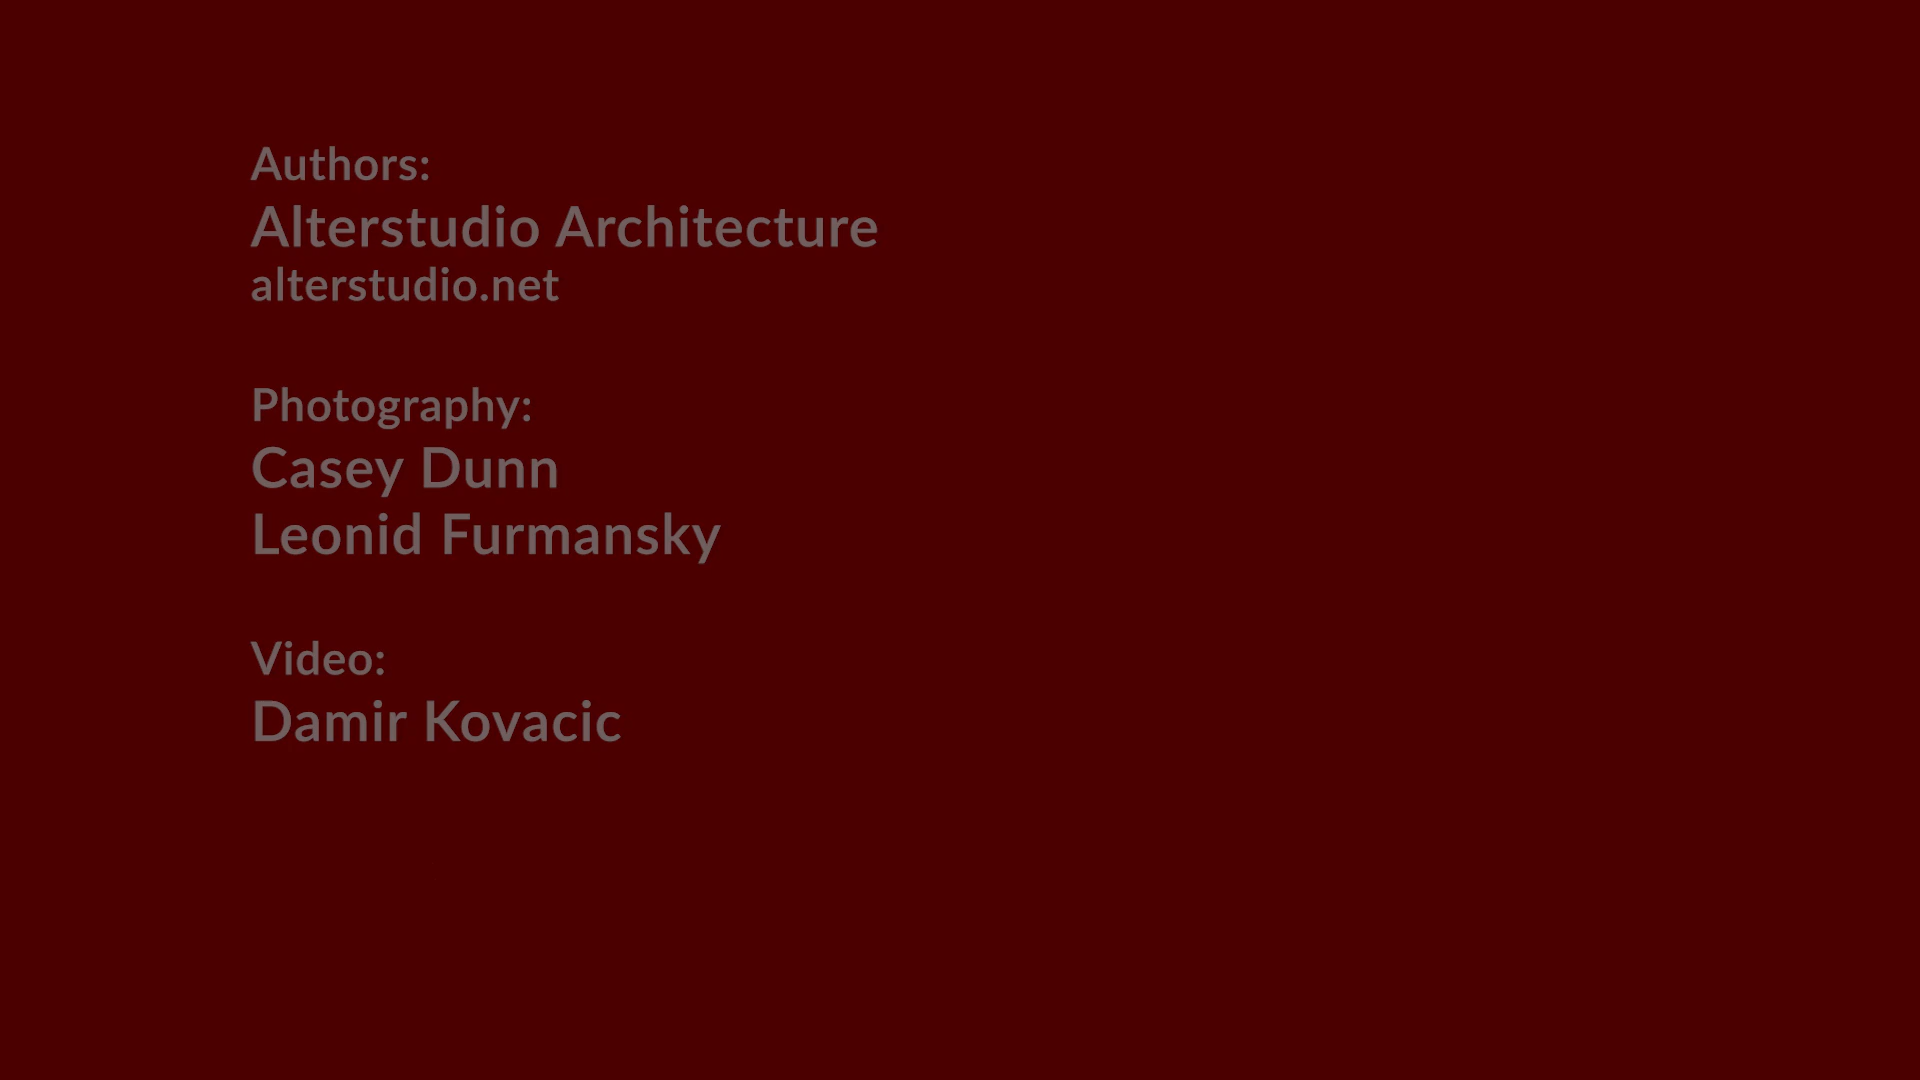 Authors:
Alterstudio Architecture
alterstudio.net
Photography:
Casey Dunn
Leonid Furmansky
Video:
Damir Kovacic